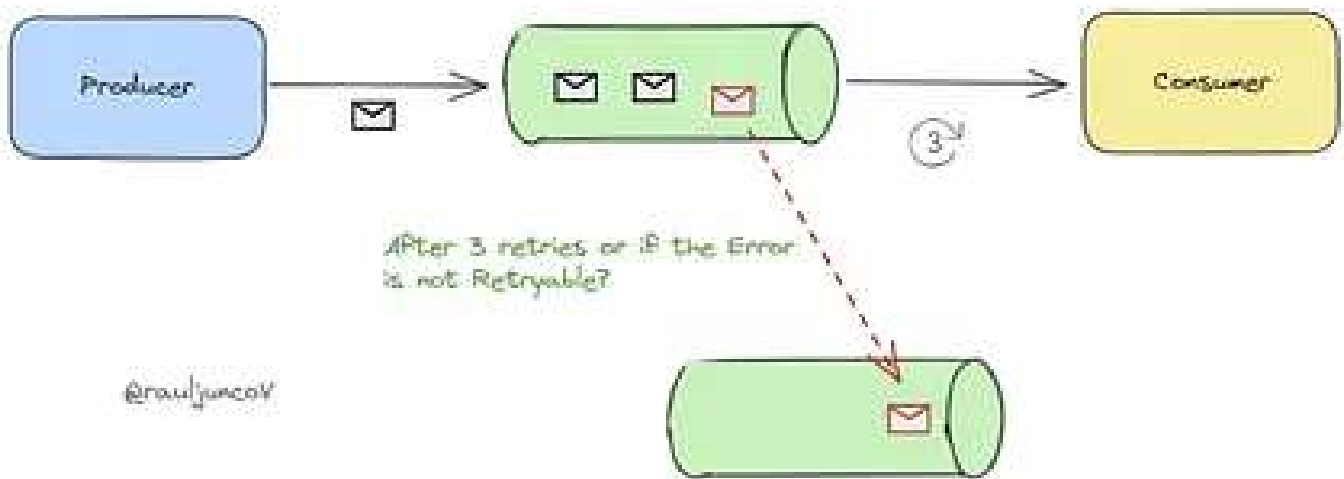 Producer
Consumer
3
After 3 retries or if the Error
is not Retryable?
@rauljuncoV